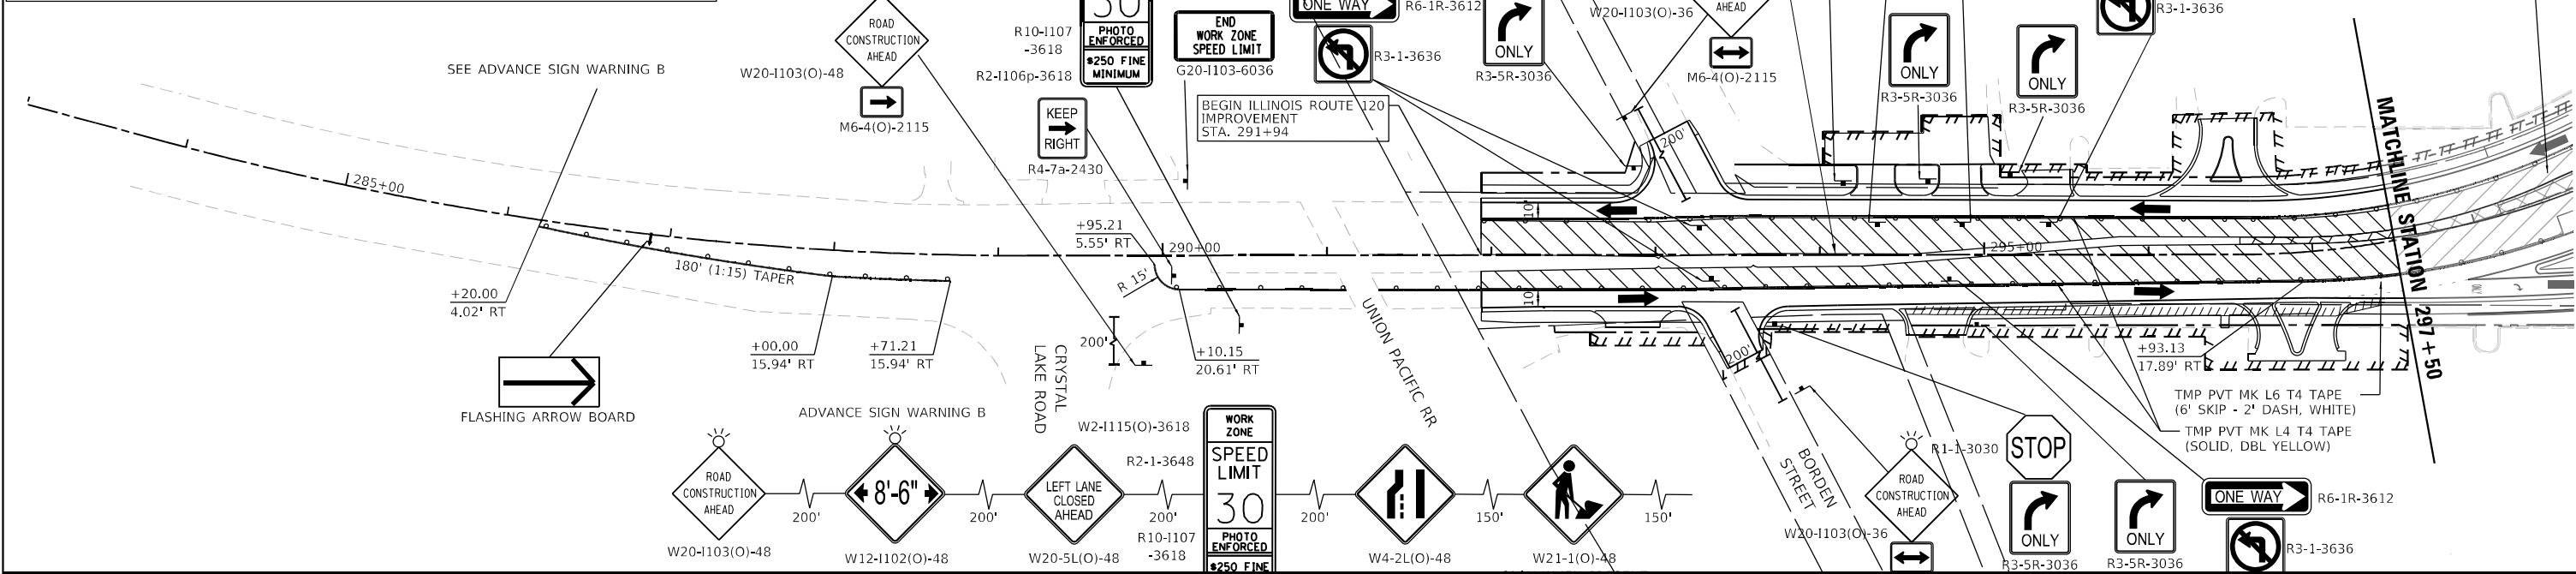 ROAD
CONSTRUCTION
AHEAD
W20-I103(O)-48
M6-4(O)-2115
R10-I107
-3618
R2-I106p-3618
30
PHOTO
ENFORCED
$250 FINE
MINIMUM
END
WORK ZONE
SPEED LIMIT
G20-I103-6036
ONE WAY
R6-1R-3612
R3-1-3636
ONLY
R3-5R-3036
W20-I103(O)-36
AHEAD
M6-4(O)-2115
ONLY
R3-5R-3036
ONLY
R3-5R-3036
R3-1-3636
SEE ADVANCE SIGN WARNING B
KEEP
RIGHT
R4-7a-2430
BEGIN ILLINOIS ROUTE 120
IMPROVEMENT
STA. 291+94
200'
MATCHLINE STATION 297+50
285+00
+95.21
5.55' RT
290+00
10'
295+00
180' (1:15) TAPER
R 15'
+20.00
4.02' RT
10'
UNION PACIFIC RR
+00.00
15.94' RT
+71.21
15.94' RT
200'
+10.15
20.61' RT
200'
+93.13
17.89' RT
FLASHING ARROW BOARD
CRYSTAL
LAKE ROAD
TMP PVT MK L6 T4 TAPE
(6' SKIP - 2' DASH, WHITE)
TMP PVT MK L4 T4 TAPE
(SOLID, DBL YELLOW)
ADVANCE SIGN WARNING B
ROAD
CONSTRUCTION
AHEAD
W20-I103(O)-48
200'
8'-6"
W12-I102(O)-48
200'
LEFT LANE
CLOSED
AHEAD
W20-5L(O)-48
200'
W2-I115(O)-3618
R2-1-3648
R10-I107
-3618
WORK
ZONE
SPEED
LIMIT
30
PHOTO
ENFORCED
$250 FINE
200'
W4-2L(O)-48
150'
W21-1(O)-48
150'
BORDEN
STREET
ROAD
CONSTRUCTION
AHEAD
W20-I103(O)-36
R1-1-3030
STOP
ONLY
R3-5R-3036
ONLY
R3-5R-3036
ONE WAY
R6-1R-3612
R3-1-3636